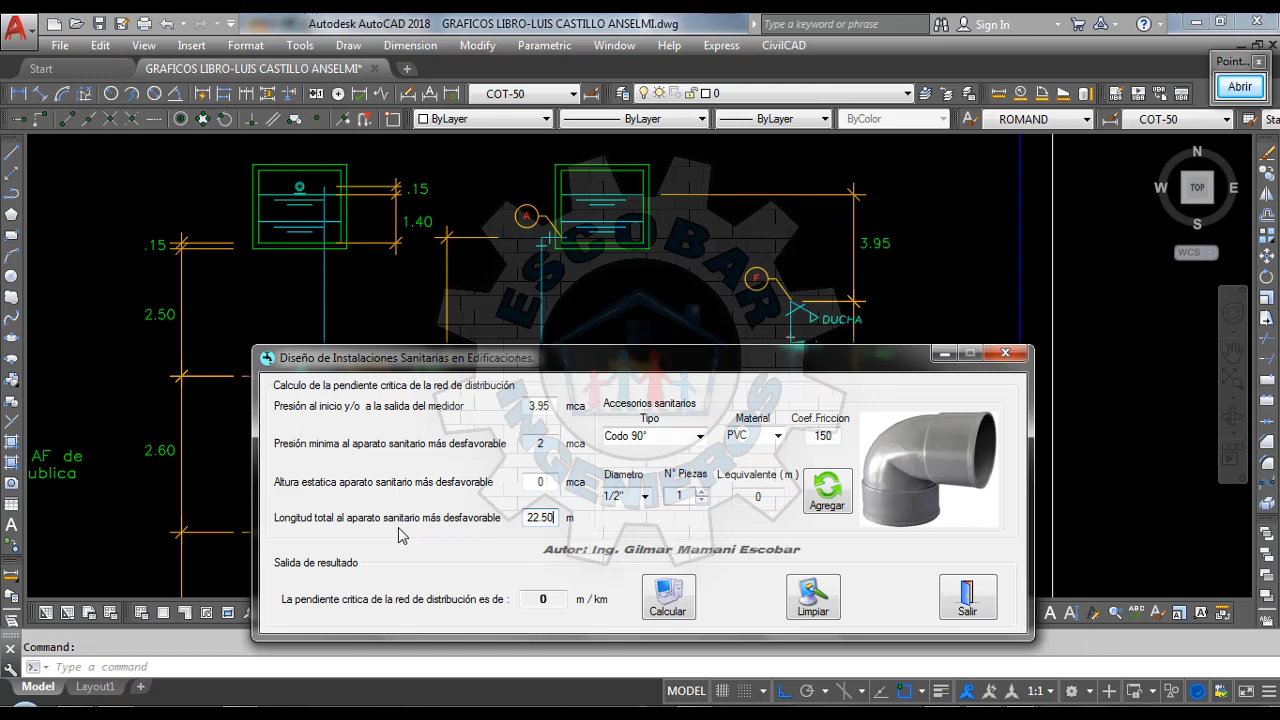 Autodesk AutoCAD 2018 GRAFICOS LIBRO-LUIS CASTILLO ANSELMI.dwg
Type a keyword or phrase
Sign In
File Edit View Insert Format Tools Draw Dimension Modify Parametric Window Help Express CivilCAD
Start
GRAFICOS LIBRO-LUIS CASTILLO ANSELMI*
Point...
Abrir
COT-50
0
ByLayer
ByLayer
ByLayer
ByColor
ROMAND
COT-50
Sta
N
W TOP E
S
WCS
.15
1.40
.15
2.50
2.60
AF de
ublica
A
3.95
F
DUCHA
ESCOBAR
INGENIEROS
Diseño de Instalaciones Sanitarias en Edificaciones.
Calculo de la pendiente critica de la red de distribución
Presión al inicio y/o a la salida del medidor 3.95 mca
Presión minima al aparato sanitario más desfavorable 2 mca
Altura estatica aparato sanitario más desfavorable 0 mca
Longitud total al aparato sanitario más desfavorable 22.50 m
Accesorios sanitarios
Tipo Material Coef.Friccion
Codo 90° PVC 150
Diametro N° Piezas L.equivalente ( m )
1/2" 1 0
Agregar
Autor: Ing. Gilmar Mamani Escobar
Salida de resultado
La pendiente critica de la red de distribución es de : 0 m / km
Calcular
Limpiar
Salir
Command:
Type a command
Model Layout1
MODEL
1:1